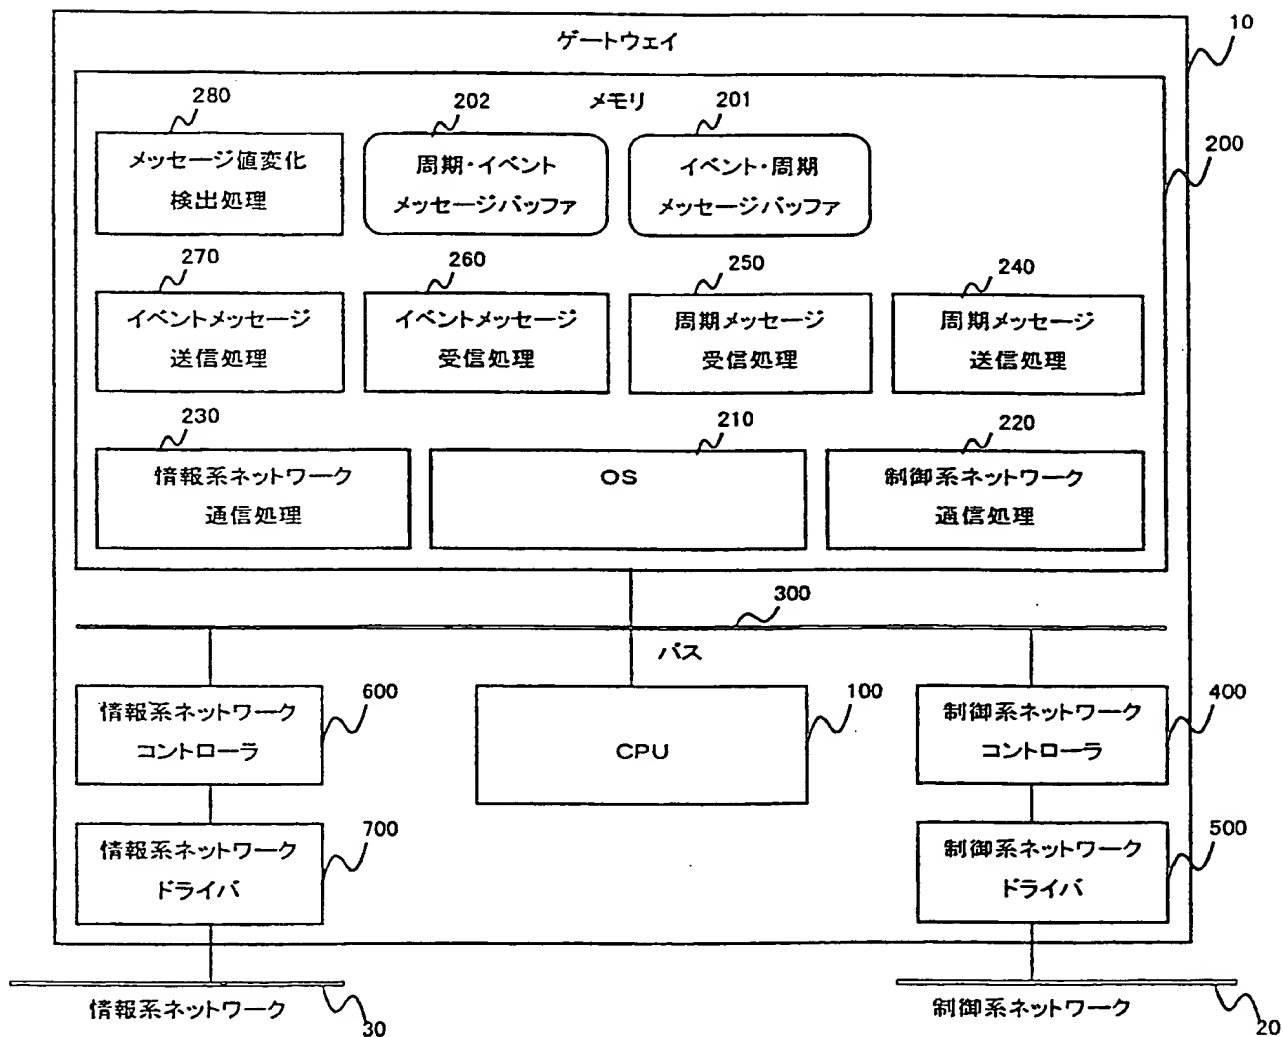 10
ゲートウェイ
メモリ
200
280
202
201
メッセージ値変化
検出処理
周期・イベント
メッセージバッファ
イベント・周期
メッセージバッファ
270
260
250
240
イベントメッセージ
送信処理
イベントメッセージ
受信処理
周期メッセージ
受信処理
周期メッセージ
送信処理
230
210
220
情報系ネットワーク
通信処理
OS
制御系ネットワーク
通信処理
300
バス
600
100
400
情報系ネットワーク
コントローラ
CPU
制御系ネットワーク
コントローラ
700
500
情報系ネットワーク
ドライバ
制御系ネットワーク
ドライバ
情報系ネットワーク
30
制御系ネットワーク
20